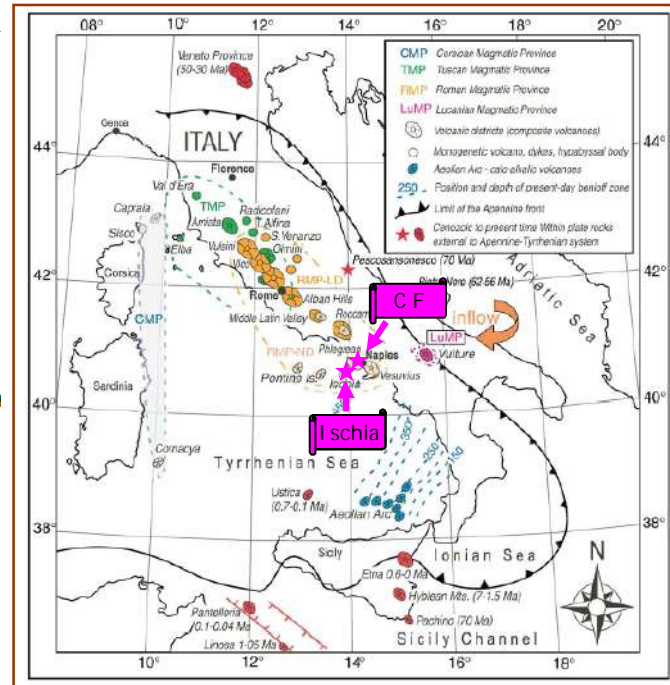 08° 10° 12° 14° 16° 18° 20°
Veneto Province
(50-30 Ma)
CMP Corsican Magmatic Province
TMP Tuscan Magmatic Province
RMP Roman Magmatic Province
LuMP Lucanian Magmatic Province
Volcanic districts (composite volcanoes)
Monogenetic volcano, dykes, hypabyssal body
Aeolian Arc - calc-alkalic volcanoes
250 Position and depth of present-day benioff zone
Limit of the Apennine front
Cenozoic to present time Within plate rocks
external to Apennine-Tyrrhenian system
Genoa
ITALY
44°
44°
Florence
Val d'Era
TMP
Capraia
Radicofani
Amiata
T.Alfina
Sisco
Elba
S.Venanzo
Vulsini
Cimini
Pescosansonesco (70 Ma)
42°
42°
Corsica
Vico
RMP-LD
Rome
Alban Hills
(62-56 Ma)
Adriatic Sea
CF
inflow
CMP
Middle Latin Valley
LuMP
RMP-ND
Phlegrean
Naples
Vulture
Pontine Is.
Vesuvius
Sardinia
40°
40°
Ischia
350
250
150
Cornacya
Tyrrhenian Sea
Ustica
(0.7-0.1 Ma)
Aeolian Arc
38°
38°
Sicily
Ionian Sea
N
Etna 0.6-0 Ma
Hyblean Mts. (7-1.5 Ma)
Pantelleria
(0.1-0.04 Ma)
Pachino (70 Ma)
Linosa 1-05 Ma
Sicily Channel
10° 12° 14° 16° 18°